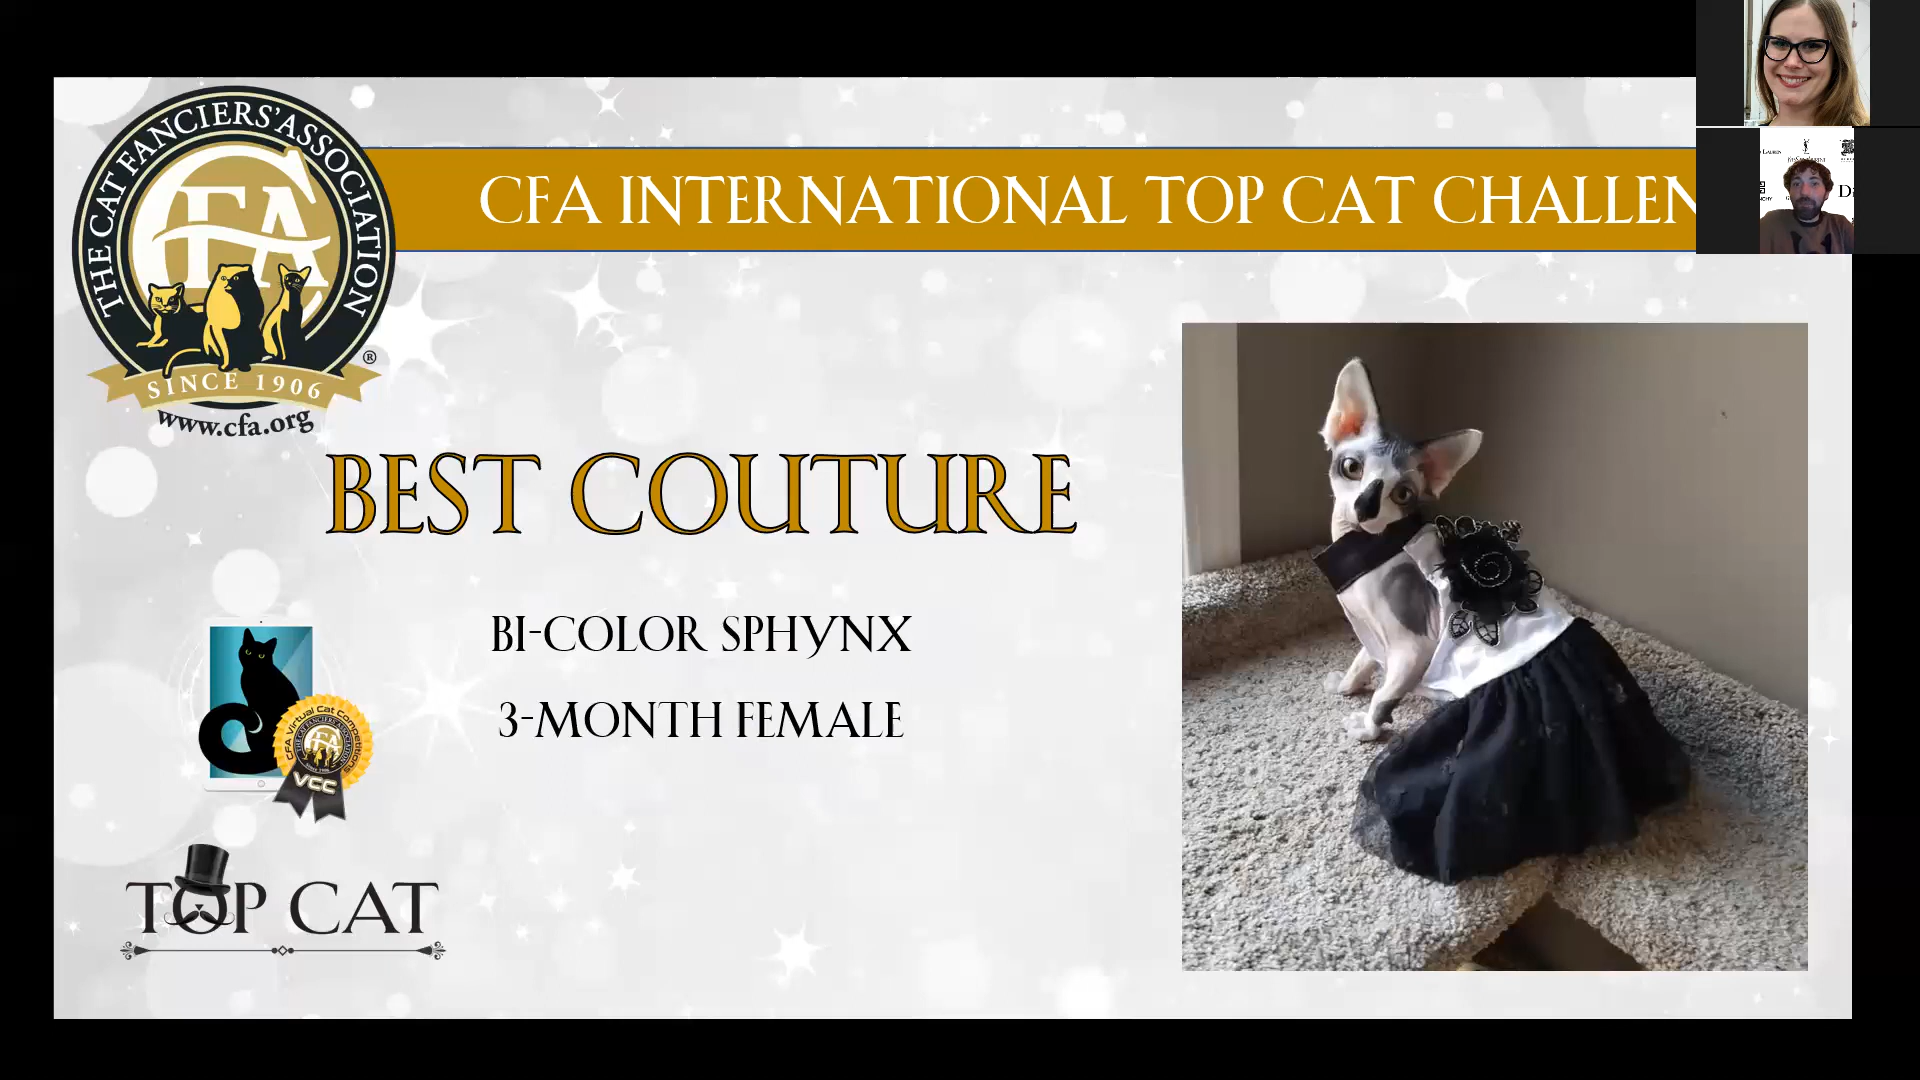 THE CAT FANCIERS' ASSOCIATION
CFA
®
SINCE 1906
www.cfa.org
CFA INTERNATIONAL TOP CAT CHALLEN
BEST COUTURE
BI-COLOR SPHYNX
3-MONTH FEMALE
CFA Virtual Cat Competitions
CFA
VCC
TOP CAT